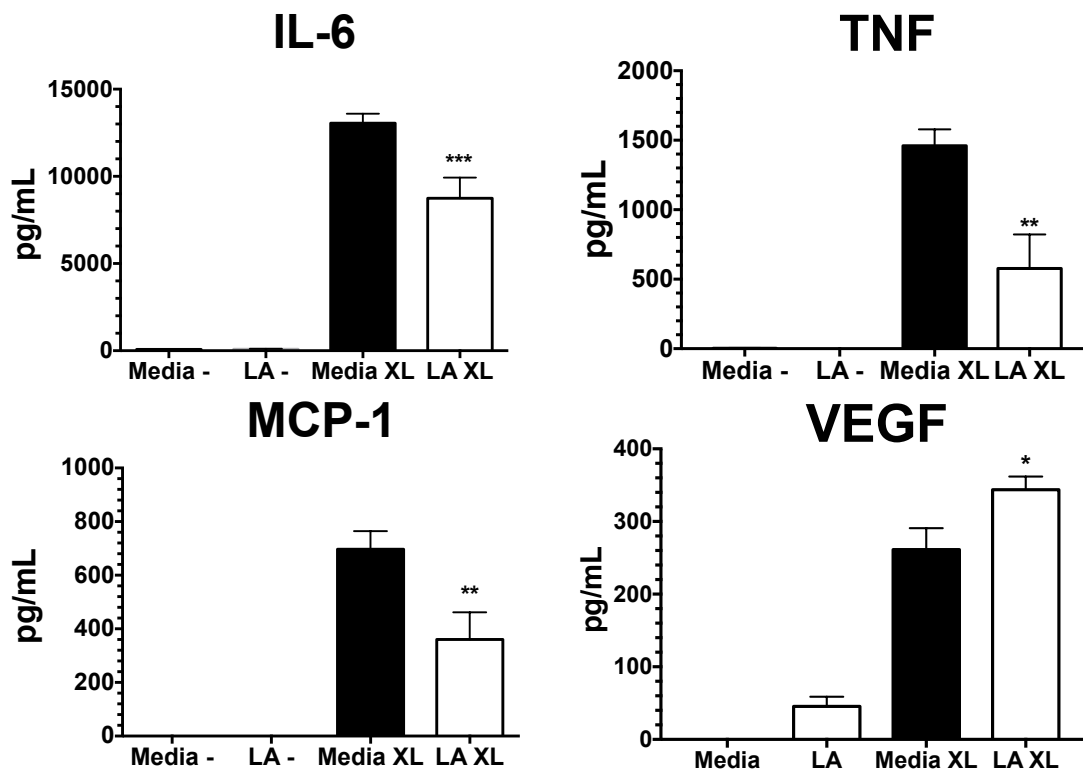 IL-6
15000
10000
5000
0
pg/mL
***
Media - LA - Media XL LA XL
TNF
2000
1500
1000
500
0
pg/mL
**
Media - LA - Media XL LA XL
MCP-1
1000
800
600
400
200
0
pg/mL
**
Media - LA - Media XL LA XL
VEGF
400
300
200
100
0
pg/mL
*
Media LA Media XL LA XL